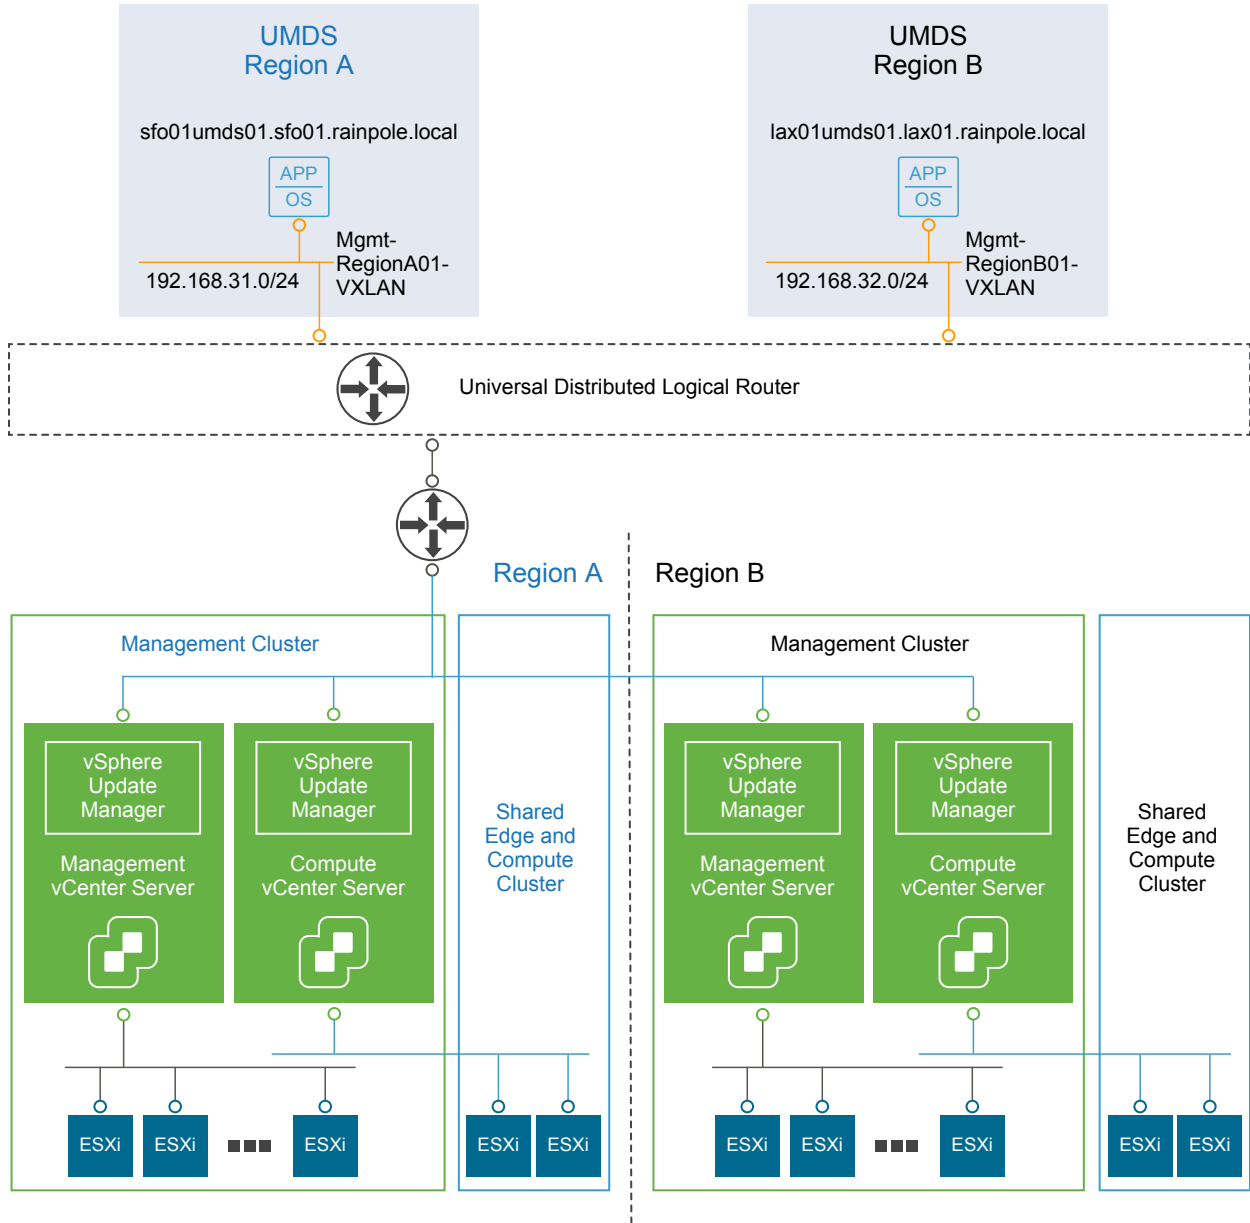 UMDS
Region A
sfo01umds01.sfo01.rainpole.local
APP
OS
Mgmt-
RegionA01-
VXLAN
192.168.31.0/24
UMDS
Region B
lax01umds01.lax01.rainpole.local
APP
OS
Mgmt-
RegionB01-
VXLAN
192.168.32.0/24
Universal Distributed Logical Router
Region A
Region B
Management Cluster
vSphere
Update
Manager
Management
vCenter Server
vSphere
Update
Manager
Compute
vCenter Server
Shared
Edge and
Compute
Cluster
ESXi
ESXi
ESXi
ESXi
ESXi
Management Cluster
vSphere
Update
Manager
Management
vCenter Server
vSphere
Update
Manager
Compute
vCenter Server
Shared
Edge and
Compute
Cluster
ESXi
ESXi
ESXi
ESXi
ESXi